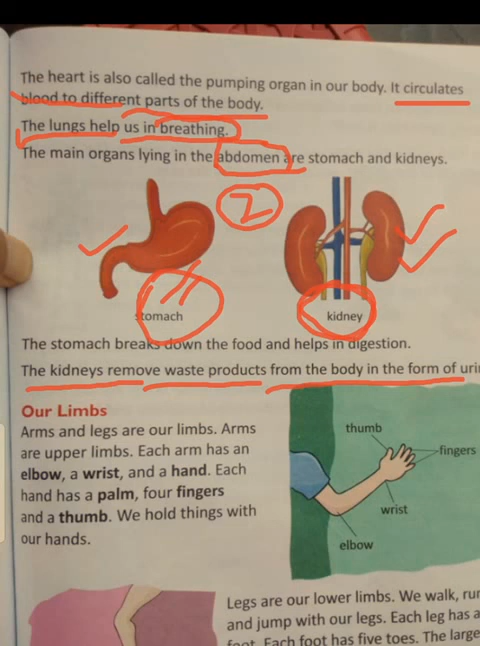 The heart is also called the pumping organ in our body. It circulates
blood to different parts of the body.
The lungs help us in breathing.
The main organs lying in the abdomen are stomach and kidneys.
2
stomach
kidney
The stomach breaks down the food and helps in digestion.
The kidneys remove waste products from the body in the form of
Our Limbs
Arms and legs are our limbs. Arms
are upper limbs. Each arm has an
elbow, a wrist, and a hand. Each
hand has a palm, four fingers
and a thumb. We hold things with
our hands.
thumb
fingers
wrist
elbow
Legs are our lower limbs. We walk,
and jump with our legs. Each leg has a
foot. Each foot has five toes. The